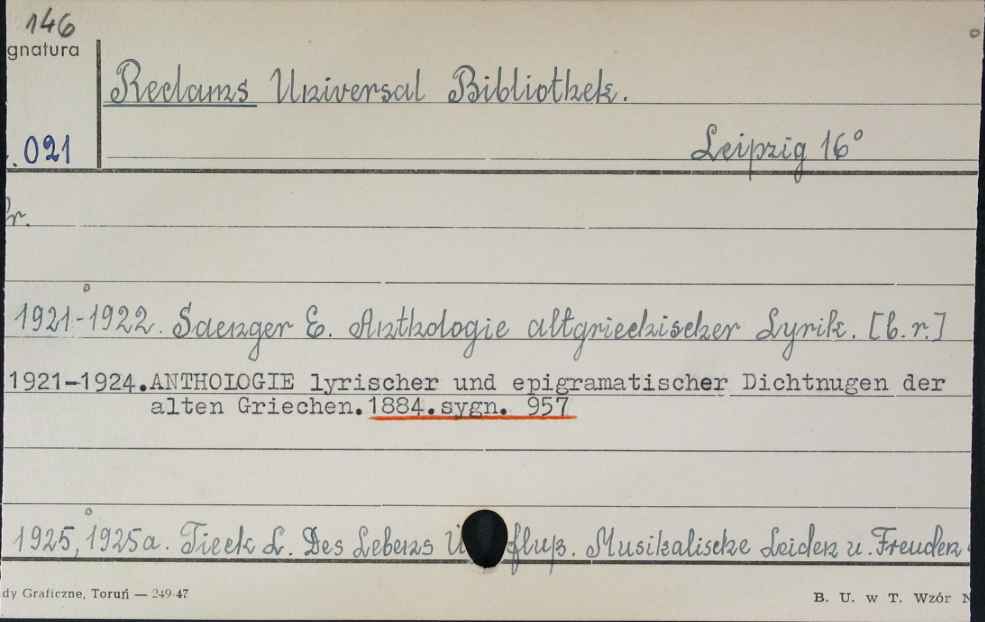 146
gnatura
Reclams Universal Bibliothek.
. 021
Leipzig 16°
r.
1921-1922. Saenger E. Anthologie altgriechischer Lyrik. [b.r.]
1921-1924.ANTHOIOGIE lyrischer und epigramatischer Dichtnugen der
alten Griechen.1884.sygn. 957
1925, 1925a. Tieck L. Des Lebens fluß. Musikalische Leiden u. Freuden.
dy Graficzne, Toruń — 249-47
B. U. w T. Wzór N